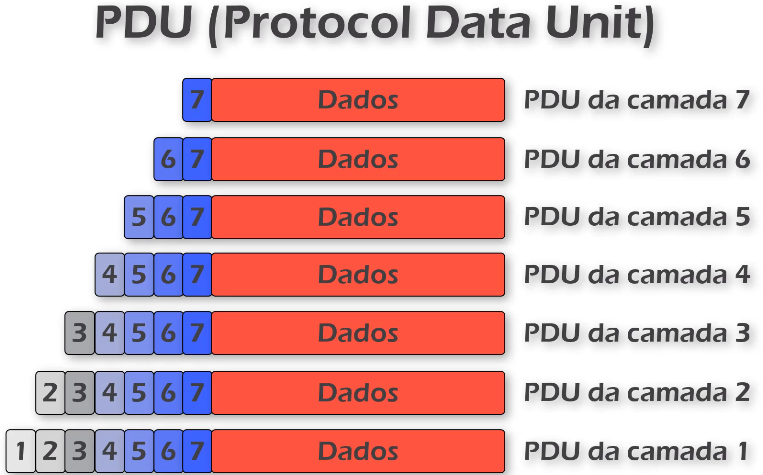 PDU (Protocol Data Unit)
7 Dados PDU da camada 7
6 7 Dados PDU da camada 6
5 6 7 Dados PDU da camada 5
4 5 6 7 Dados PDU da camada 4
3 4 5 6 7 Dados PDU da camada 3
2 3 4 5 6 7 Dados PDU da camada 2
1 2 3 4 5 6 7 Dados PDU da camada 1